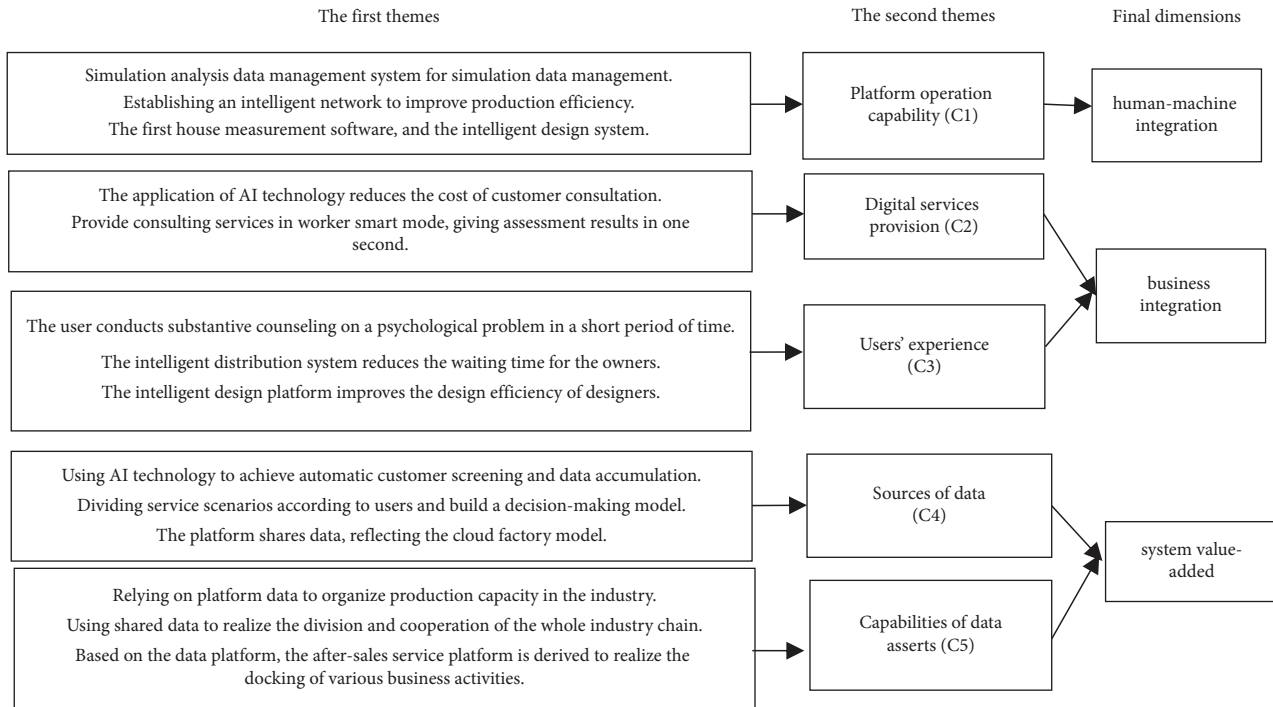 The first themes
The second themes
Final dimensions
Simulation analysis data management system for simulation data management.
Establishing an intelligent network to improve production efficiency.
The first house measurement software, and the intelligent design system.
Platform operation
capability (C1)
human-machine
integration
The application of AI technology reduces the cost of customer consultation.
Provide consulting services in worker smart mode, giving assessment results in one
second.
Digital services
provision (C2)
business
integration
The user conducts substantive counseling on a psychological problem in a short period of time.
The intelligent distribution system reduces the waiting time for the owners.
The intelligent design platform improves the design efficiency of designers.
Users' experience
(C3)
Using AI technology to achieve automatic customer screening and data accumulation.
Dividing service scenarios according to users and build a decision-making model.
The platform shares data, reflecting the cloud factory model.
Sources of data
(C4)
system value-
added
Relying on platform data to organize production capacity in the industry.
Using shared data to realize the division and cooperation of the whole industry chain.
Based on the data platform, the after-sales service platform is derived to realize the
docking of various business activities.
Capabilities of data
asserts (C5)